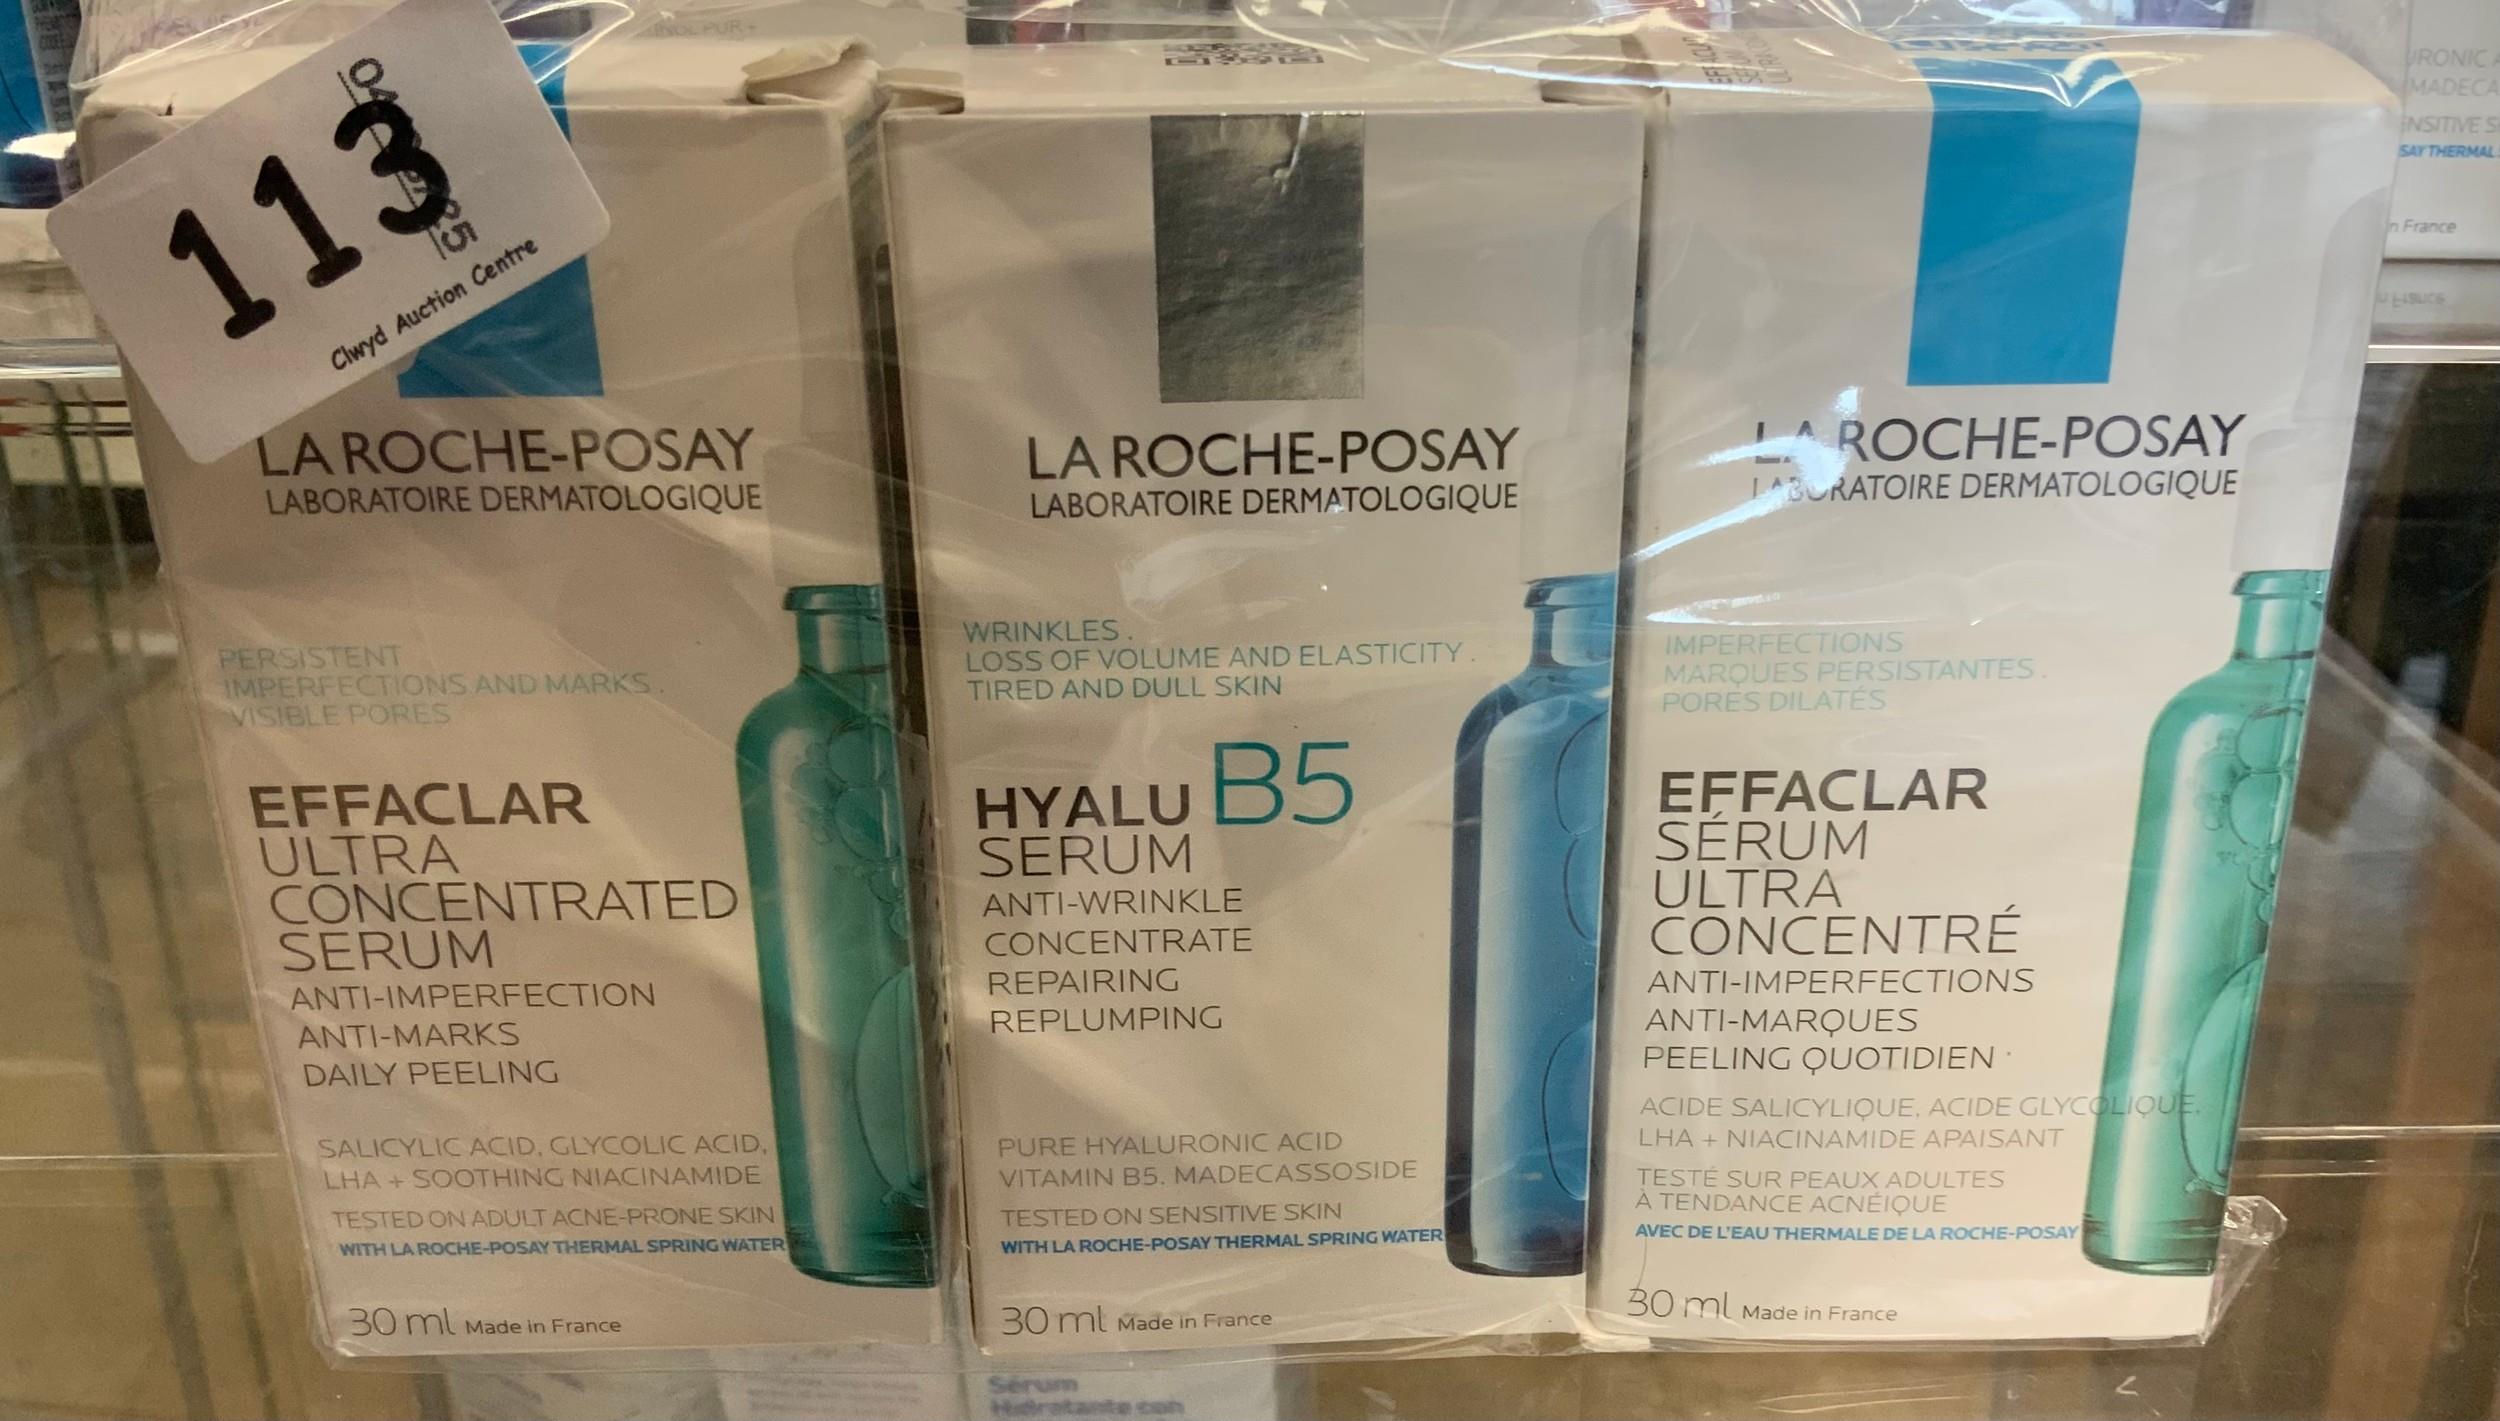 113
Clwyd Auction Centre
LA ROCHE-POSAY
LABORATOIRE DERMATOLOGIQUE
PERSISTENT
IMPERFECTIONS AND MARKS.
VISIBLE PORES
EFFACLAR
ULTRA
CONCENTRATED
SERUM
ANTI-IMPERFECTION
ANTI-MARKS
DAILY PEELING
SALICYLIC ACID, GLYCOLIC ACID,
LHA + SOOTHING NIACINAMIDE
TESTED ON ADULT ACNE-PRONE SKIN
WITH LA ROCHE-POSAY THERMAL SPRING WATER
30 ml Made in France
LA ROCHE-POSAY
LABORATOIRE DERMATOLOGIQUE
WRINKLES.
LOSS OF VOLUME AND ELASTICITY.
TIRED AND DULL SKIN
HYALU B5
SERUM
ANTI-WRINKLE
CONCENTRATE
REPAIRING
REPLUMPING
PURE HYALURONIC ACID
VITAMIN B5. MADECASSOSIDE
TESTED ON SENSITIVE SKIN
WITH LA ROCHE-POSAY THERMAL SPRING WATER
30 ml Made in France
LA ROCHE-POSAY
LABORATOIRE DERMATOLOGIQUE
IMPERFECTIONS
MARQUES PERSISTANTES.
PORES DILATÉS
EFFACLAR
SÉRUM
ULTRA
CONCENTRÉ
ANTI-IMPERFECTIONS
ANTI-MARQUES
PEELING QUOTIDIEN
ACIDE SALICYLIQUE, ACIDE GLYCOLIQUE,
LHA + NIACINAMIDE APAISANT
TESTÉ SUR PEAUX ADULTES
À TENDANCE ACNÉIQUE
AVEC DE L'EAU THERMALE DE LA ROCHE-POSAY
30 ml Made in France
THERMAL
France
Sérum
Hidratante con